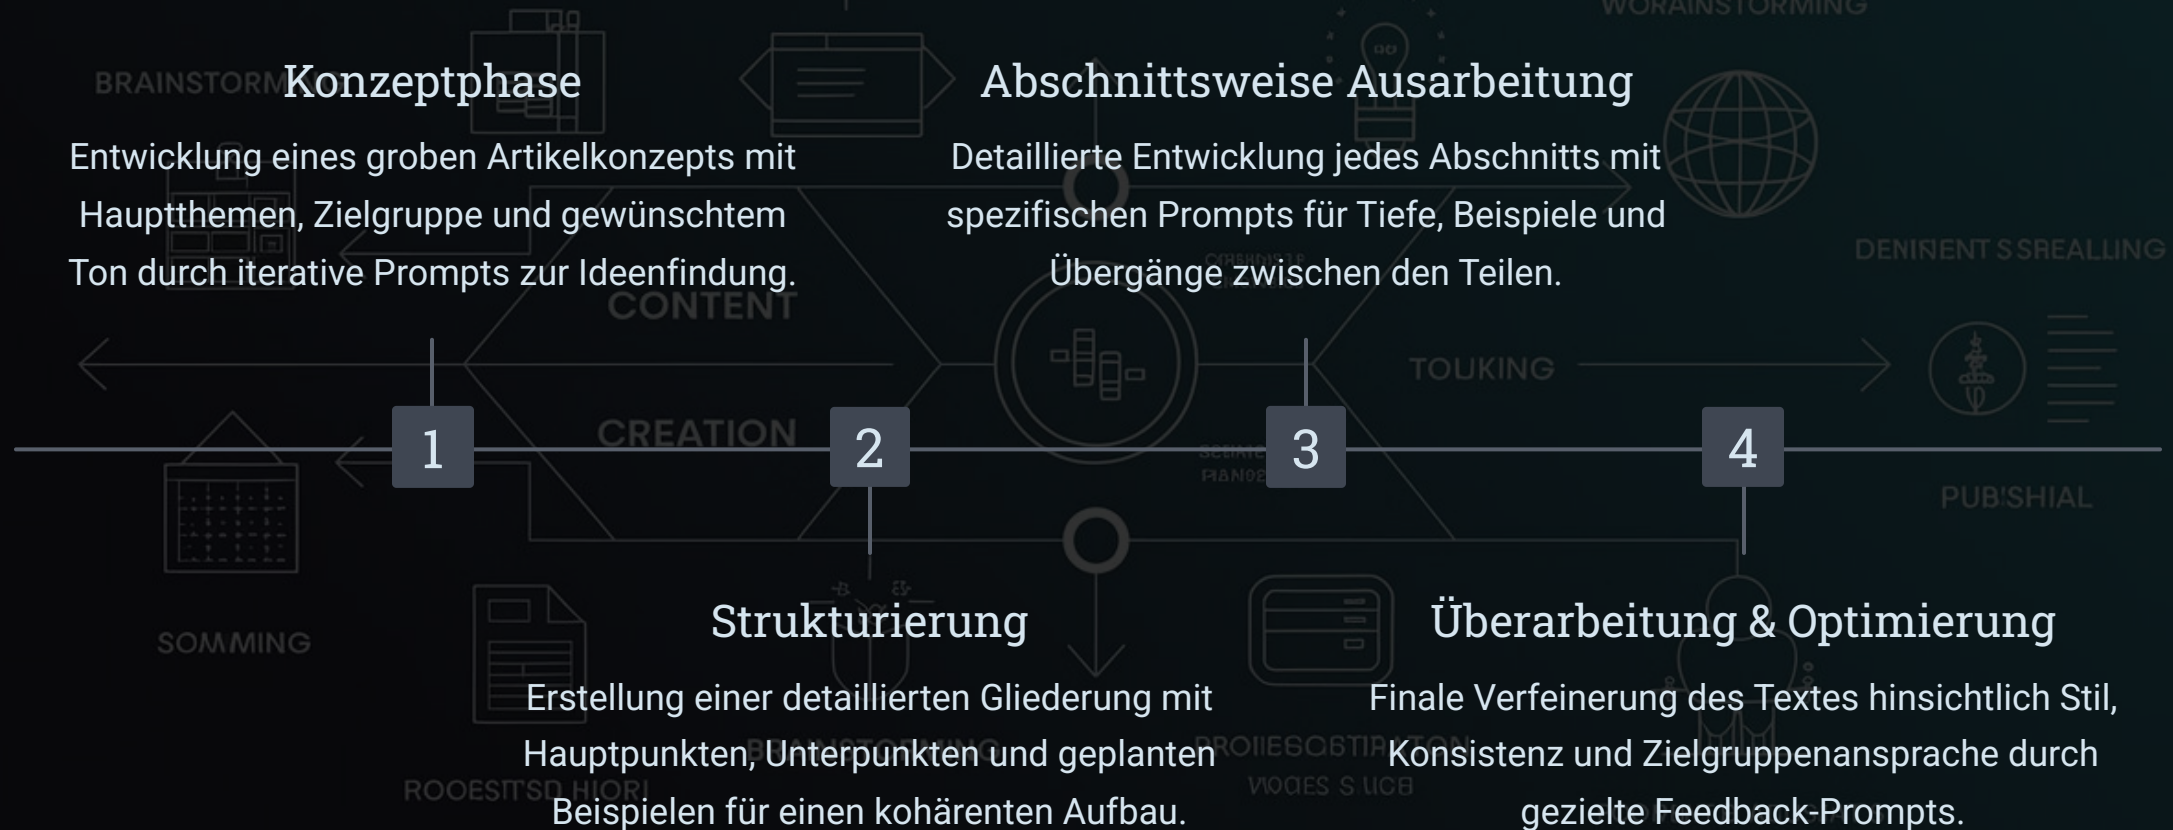 Konzeptphase
Entwicklung eines groben Artikelkonzepts mit
Hauptthemen, Zielgruppe und gewünschtem
Ton durch iterative Prompts zur Ideenfindung.
Abschnittsweise Ausarbeitung
Detaillierte Entwicklung jedes Abschnitts mit
spezifischen Prompts für Tiefe, Beispiele und
Übergänge zwischen den Teilen.
1
2
3
4
Strukturierung
Erstellung einer detaillierten Gliederung mit
Hauptpunkten, Unterpunkten und geplanten
Beispielen für einen kohärenten Aufbau.
Überarbeitung & Optimierung
Finale Verfeinerung des Textes hinsichtlich Stil,
Konsistenz und Zielgruppenansprache durch
gezielte Feedback-Prompts.
WORAINSTORMING
CONTENT
CREATION
TOUKING
DENIRENT S SREALLING
PUB'SHIAL
SOMMING
BRAINSTORMING